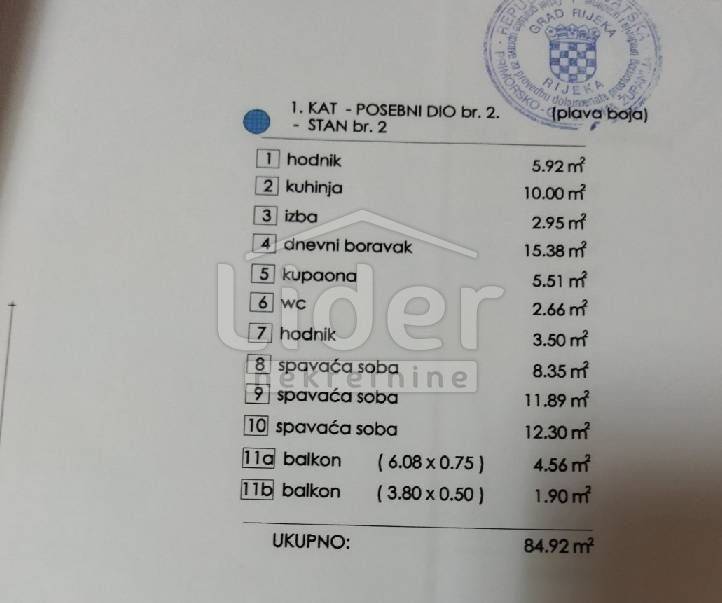 GRAD RIJEKA
RIJEKA
1. KAT - POSEBNI DIO br. 2. (plava boja)
- STAN br. 2
1 hodnik 5.92 m²
2 kuhinja 10.00 m²
3 izba 2.95 m²
4 dnevni boravak 15.38 m²
5 kupaona 5.51 m²
6 wc 2.66 m²
7 hodnik 3.50 m²
8 spavaća soba 8.35 m²
9 spavaća soba 11.89 m²
10 spavaća soba 12.30 m²
11a balkon ( 6.08 x 0.75 ) 4.56 m²
11b balkon ( 3.80 x 0.50 ) 1.90 m²
UKUPNO: 84.92 m²
Lider
nekretnine